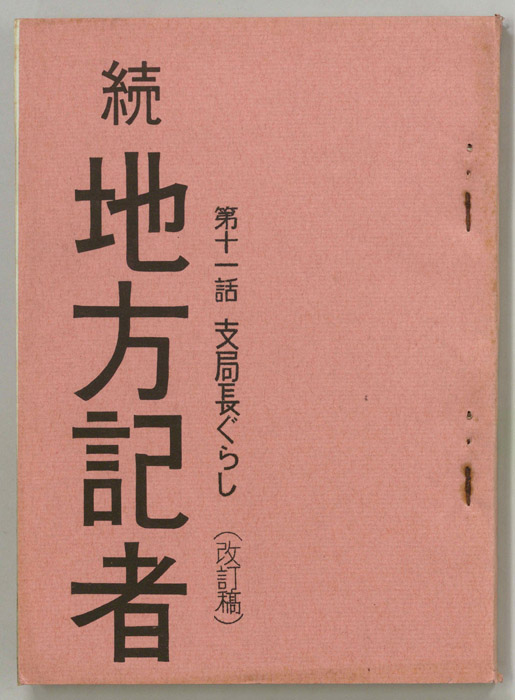 続 地方記者
第十一話 支局長ぐらし（改訂稿）